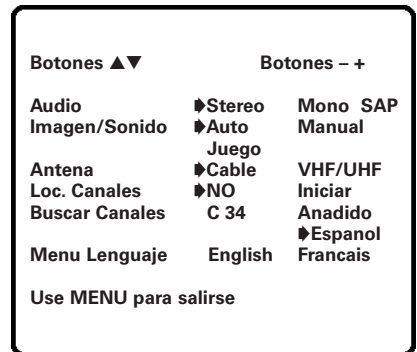 Botones ▲▼ Botones – +
Audio ➧Stereo Mono SAP
Imagen/Sonido ➧Auto Manual
Juego
Antena ➧Cable VHF/UHF
Loc. Canales ➧NO Iniciar
Buscar Canales C 34 Anadido
➧Espanol
Menu Lenguaje English Francais
Use MENU para salirse